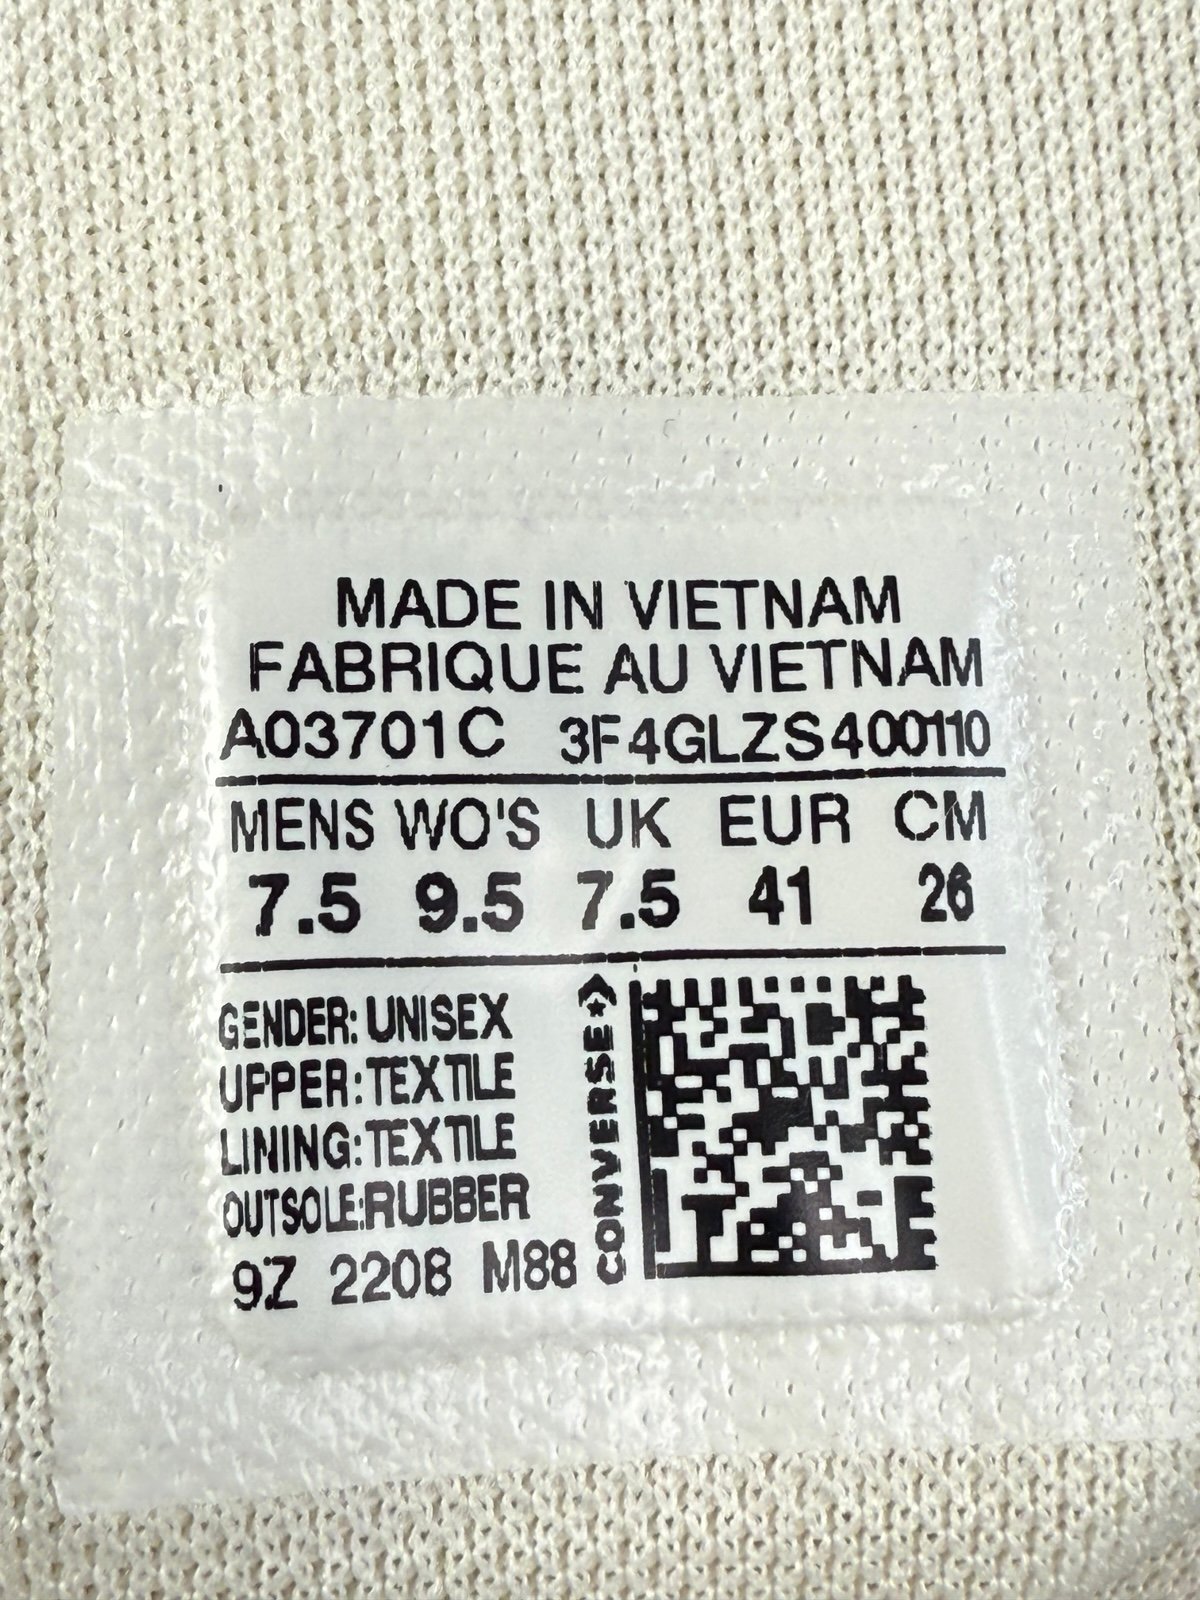 MADE IN VIETNAM
FABRIQUE AU VIETNAM
A03701C 3F4GLZS400110
MENS WO'S UK EUR CM
7.5 9.5 7.5 41 26
GENDER: UNISEX
UPPER: TEXTILE
LINING: TEXTILE
OUTSOLE: RUBBER
9Z 2208 M88
CONVERSE